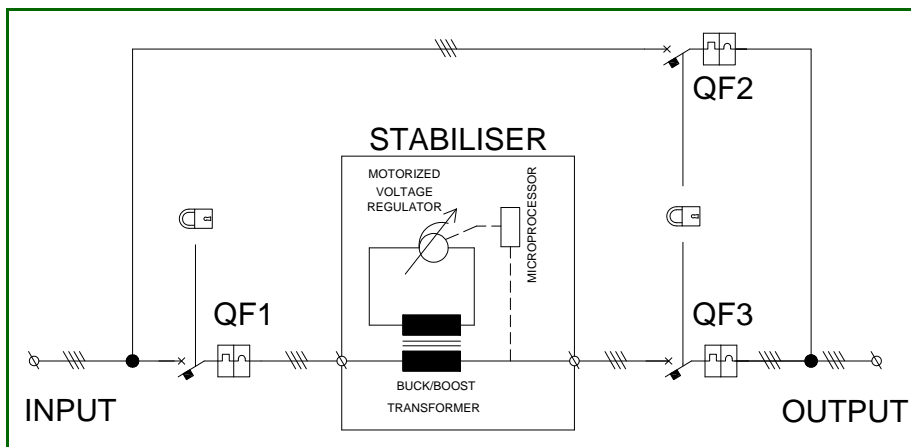 QF2
STABILISER
MOTORIZED
VOLTAGE
REGULATOR
MICROPROCESSOR
QF1
QF3
BUCK/BOOST
TRANSFORMER
INPUT
OUTPUT